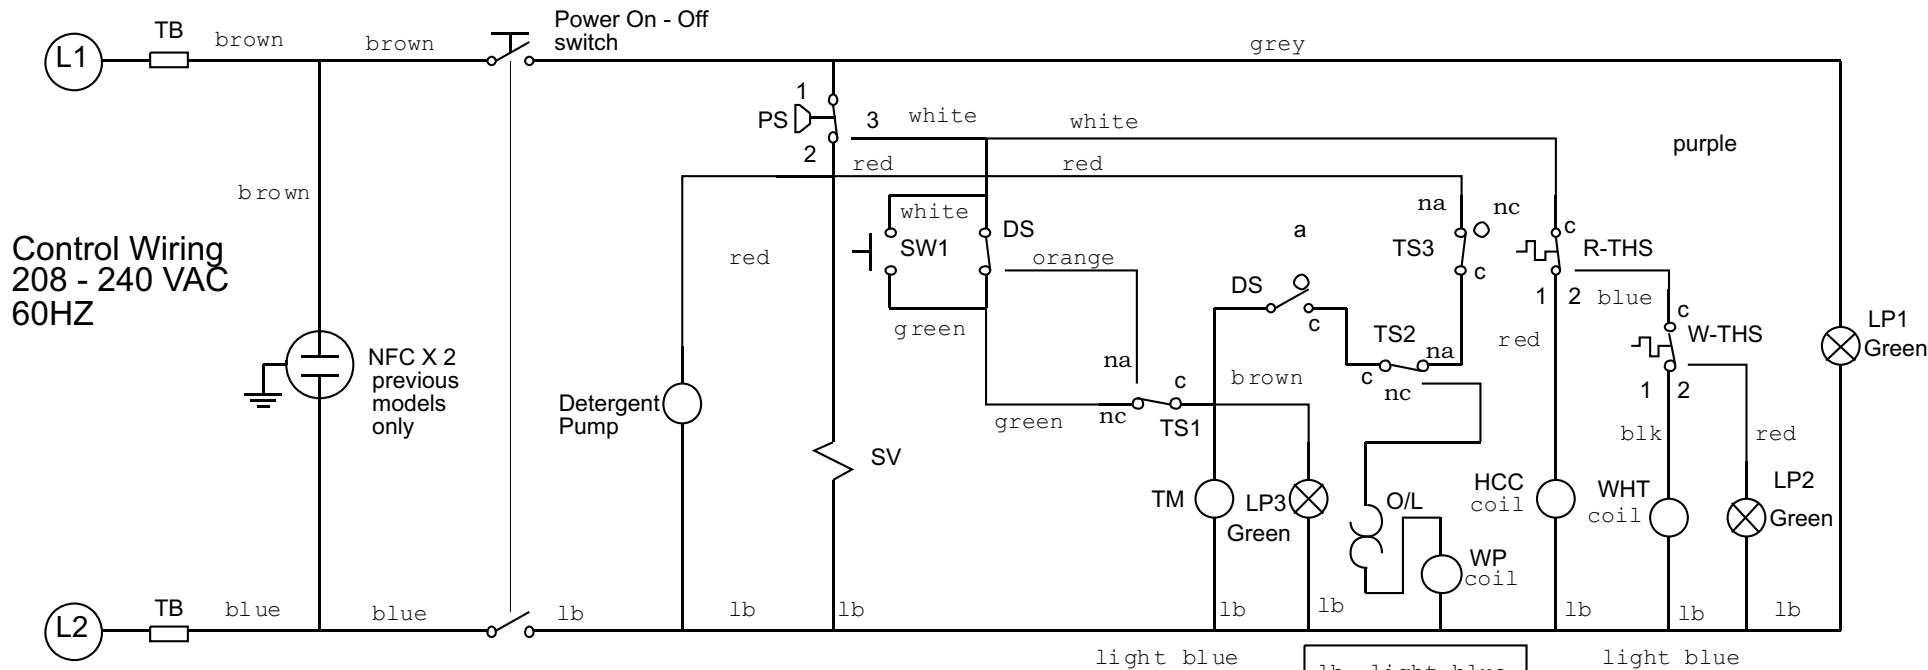 Power On - Off
switch
L1
TB
brown
brown
grey
1
PS
3
white
white
purple
2
red
red
brown
white
na
nc
Control Wiring
208 - 240 VAC
60HZ
SW1
DS
a
TS3
c
R-THS
red
orange
c
DS
1
2
blue
c
green
c
TS2
na
red
W-THS
LP1
Green
NFC X 2
previous
models
only
na
c
brown
c
nc
1
2
Detergent
Pump
green
nc
TS1
blk
red
SV
TM
LP3
Green
O/L
HCC
coil
WHT
coil
LP2
Green
WP
coil
L2
TB
blue
blue
lb
lb
lb
lb
lb
lb
lb
lb
light blue
light blue